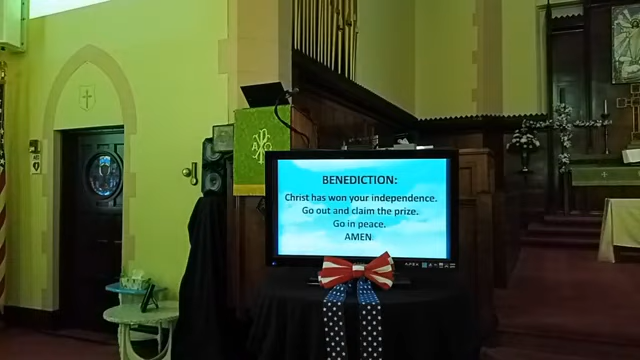 BENEDICTION:
Christ has won your independence.
Go out and claim the prize.
Go in peace.
AMEN